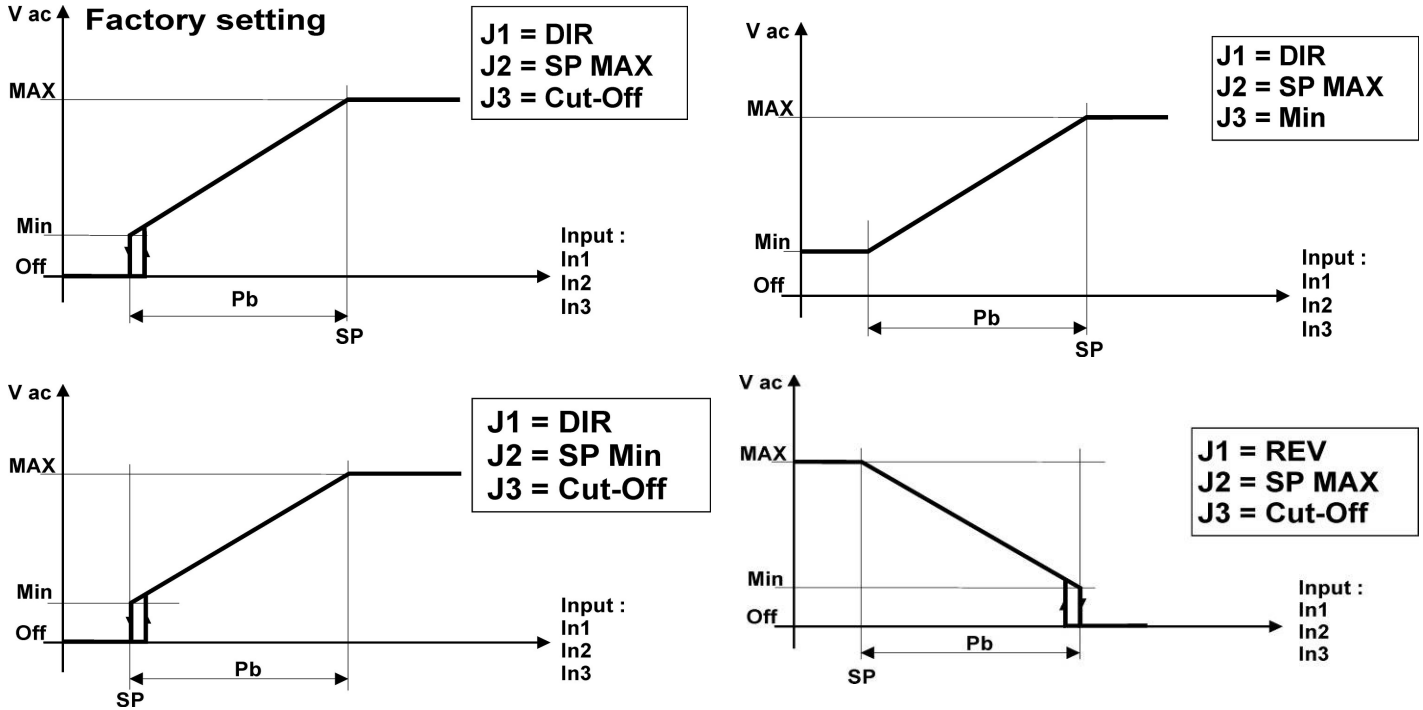 V ac
Factory setting
J1 = DIR
J2 = SP MAX
J3 = Cut-Off
MAX
Min
Off
Pb
SP
Input :
In1
In2
In3
V ac
J1 = DIR
J2 = SP MAX
J3 = Min
MAX
Min
Off
Pb
SP
Input :
In1
In2
In3
V ac
J1 = DIR
J2 = SP Min
J3 = Cut-Off
MAX
Min
Off
Pb
SP
Input :
In1
In2
In3
V ac
J1 = REV
J2 = SP MAX
J3 = Cut-Off
MAX
Min
Off
Pb
SP
Input :
In1
In2
In3